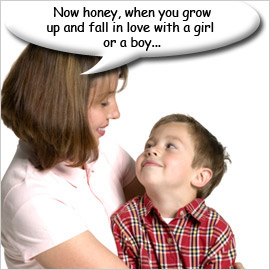 Now honey, when you grow
up and fall in love with a girl
or a boy...